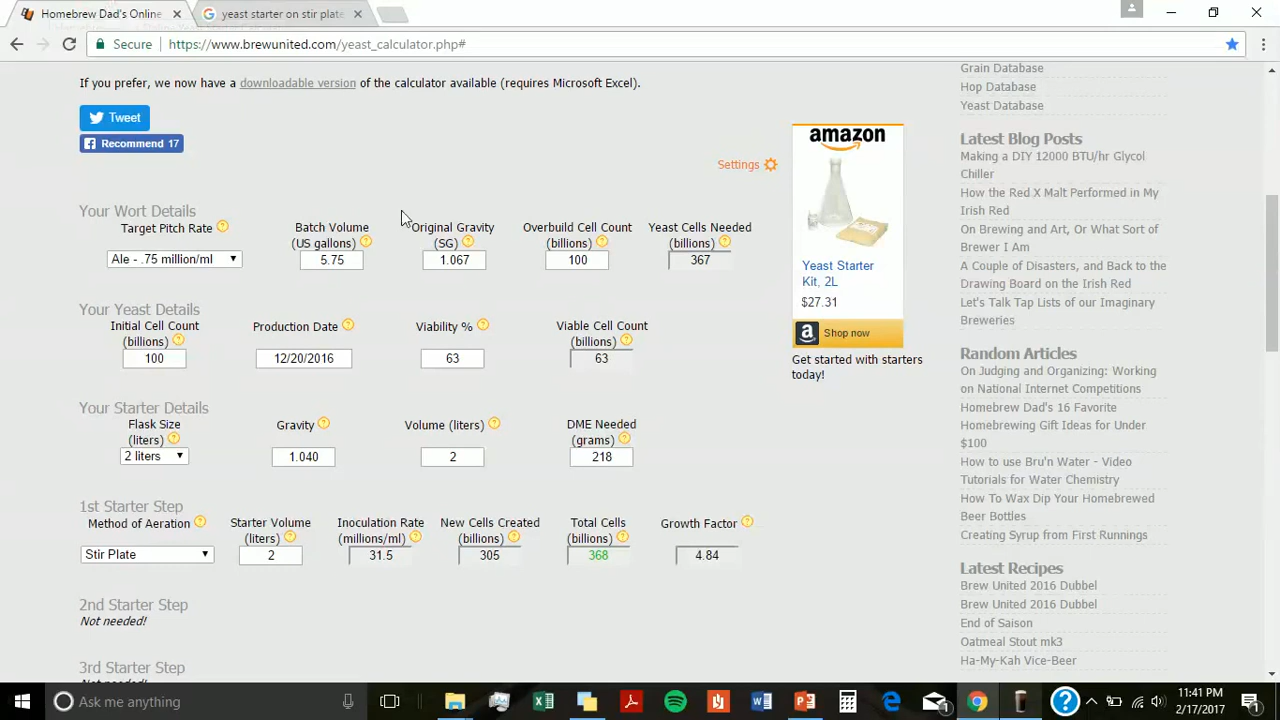 Homebrew Dad's Online
yeast starter on stir plate
Secure
https://www.brewunited.com/yeast_calculator.php#
If you prefer, we now have a downloadable version of the calculator available (requires Microsoft Excel).
Tweet
Recommend 17
Settings
Your Wort Details
Target Pitch Rate ?
Batch Volume
(US gallons) ?
Original Gravity
(SG) ?
Overbuild Cell Count
(billions) ?
Yeast Cells Needed
(billions) ?
Ale - .75 million/ml
5.75
1.067
100
367
Your Yeast Details
Initial Cell Count
(billions) ?
Production Date ?
Viability % ?
Viable Cell Count
(billions) ?
100
12/20/2016
63
63
Your Starter Details
Flask Size
(liters) ?
Gravity ?
Volume (liters) ?
DME Needed
(grams) ?
2 liters
1.040
2
218
1st Starter Step
Method of Aeration ?
Starter Volume
(liters) ?
Inoculation Rate
(millions/ml) ?
New Cells Created
(billions) ?
Total Cells
(billions) ?
Growth Factor ?
Stir Plate
2
31.5
305
368
4.84
2nd Starter Step
Not needed!
3rd Starter Step
amazon
Yeast Starter
Kit, 2L
$27.31
Shop now
Get started with starters
today!
Grain Database
Hop Database
Yeast Database
Latest Blog Posts
Making a DIY 12000 BTU/hr Glycol
Chiller
How the Red X Malt Performed in My
Irish Red
On Brewing and Art, Or What Sort of
Brewer I Am
A Couple of Disasters, and Back to the
Drawing Board on the Irish Red
Let's Talk Tap Lists of our Imaginary
Breweries
Random Articles
On Judging and Organizing: Working
on National Internet Competitions
Homebrew Dad's 16 Favorite
Homebrewing Gift Ideas for Under
$100
How to use Bru'n Water - Video
Tutorials for Water Chemistry
How To Wax Dip Your Homebrewed
Beer Bottles
Creating Syrup from First Runnings
Latest Recipes
Brew United 2016 Dubbel
Brew United 2016 Dubbel
End of Saison
Oatmeal Stout mk3
Ha-My-Kah Vice-Beer
Ask me anything
11:41 PM
2/17/2017